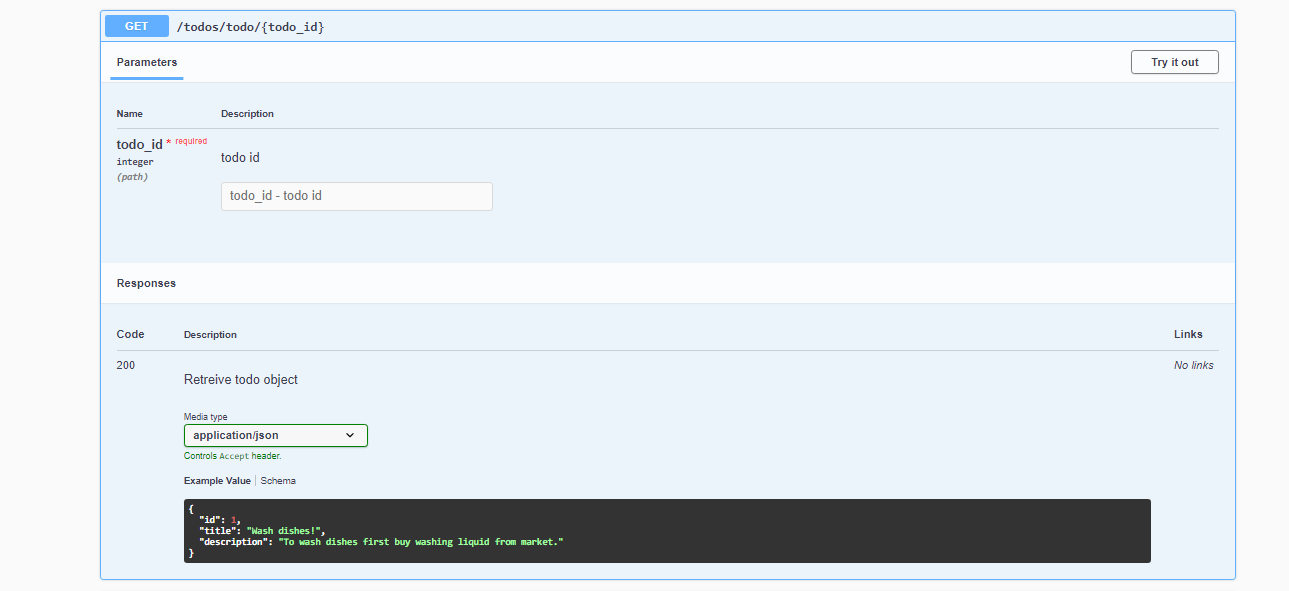 GET /todos/todo/{todo_id}
Parameters
Try it out
Name Description
todo_id * required
integer
(path)
todo id
todo_id - todo id
Responses
Code Description Links
200
Retreive todo object
No links
Media type
application/json
Controls Accept header.
Example Value Schema
{
"id": 1,
"title": "Wash dishes!",
"description": "To wash dishes first buy washing liquid from market."
}